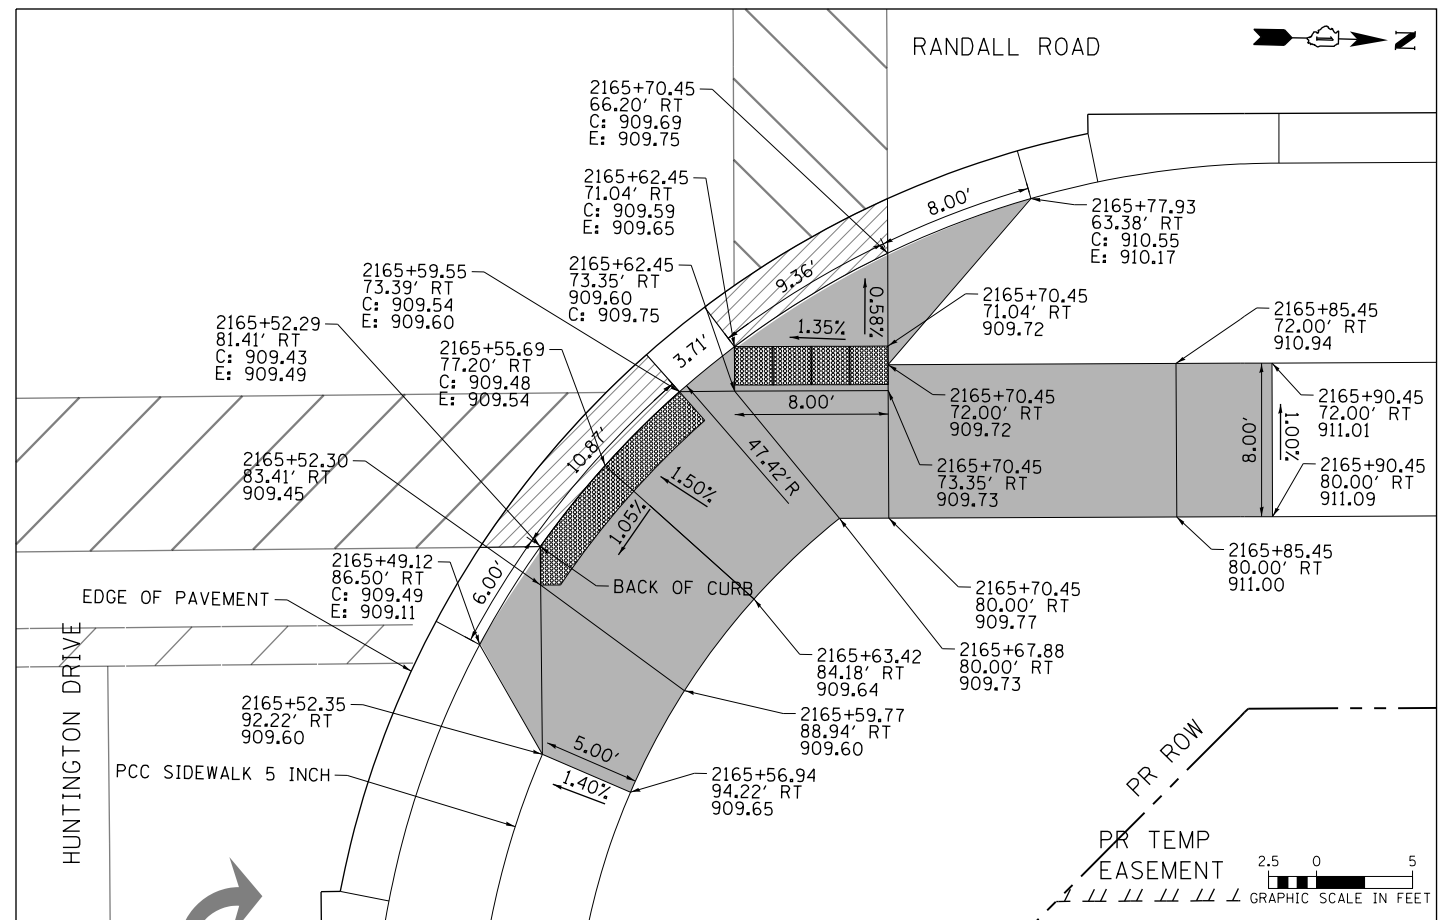 RANDALL ROAD
N
2165+70.45
66.20' RT
C: 909.69
E: 909.75
2165+62.45
71.04' RT
C: 909.59
E: 909.65
8.00'
2165+77.93
63.38' RT
C: 910.55
E: 910.17
2165+59.55
73.39' RT
C: 909.54
E: 909.60
2165+62.45
73.35' RT
909.60
C: 909.75
9.36'
0.58%
1.35%
2165+70.45
71.04' RT
909.72
2165+85.45
72.00' RT
910.94
2165+52.29
81.41' RT
C: 909.43
E: 909.49
2165+55.69
77.20' RT
C: 909.48
E: 909.54
3.71'
8.00'
2165+70.45
72.00' RT
909.72
8.00'
1.00%
2165+90.45
72.00' RT
911.01
2165+52.30
83.41' RT
909.45
10.87'
47.42'R
1.50%
1.05%
2165+70.45
73.35' RT
909.73
2165+90.45
80.00' RT
911.09
2165+49.12
86.50' RT
C: 909.49
E: 909.11
6.00'
BACK OF CURB
2165+85.45
80.00' RT
911.00
EDGE OF PAVEMENT
2165+70.45
80.00' RT
909.77
HUNTINGTON DRIVE
2165+63.42
84.18' RT
909.64
2165+67.88
80.00' RT
909.73
2165+52.35
92.22' RT
909.60
2165+59.77
88.94' RT
909.60
5.00'
1.40%
PCC SIDEWALK 5 INCH
2165+56.94
94.22' RT
909.65
PR ROW
PR TEMP
EASEMENT
2.5 0 5
GRAPHIC SCALE IN FEET